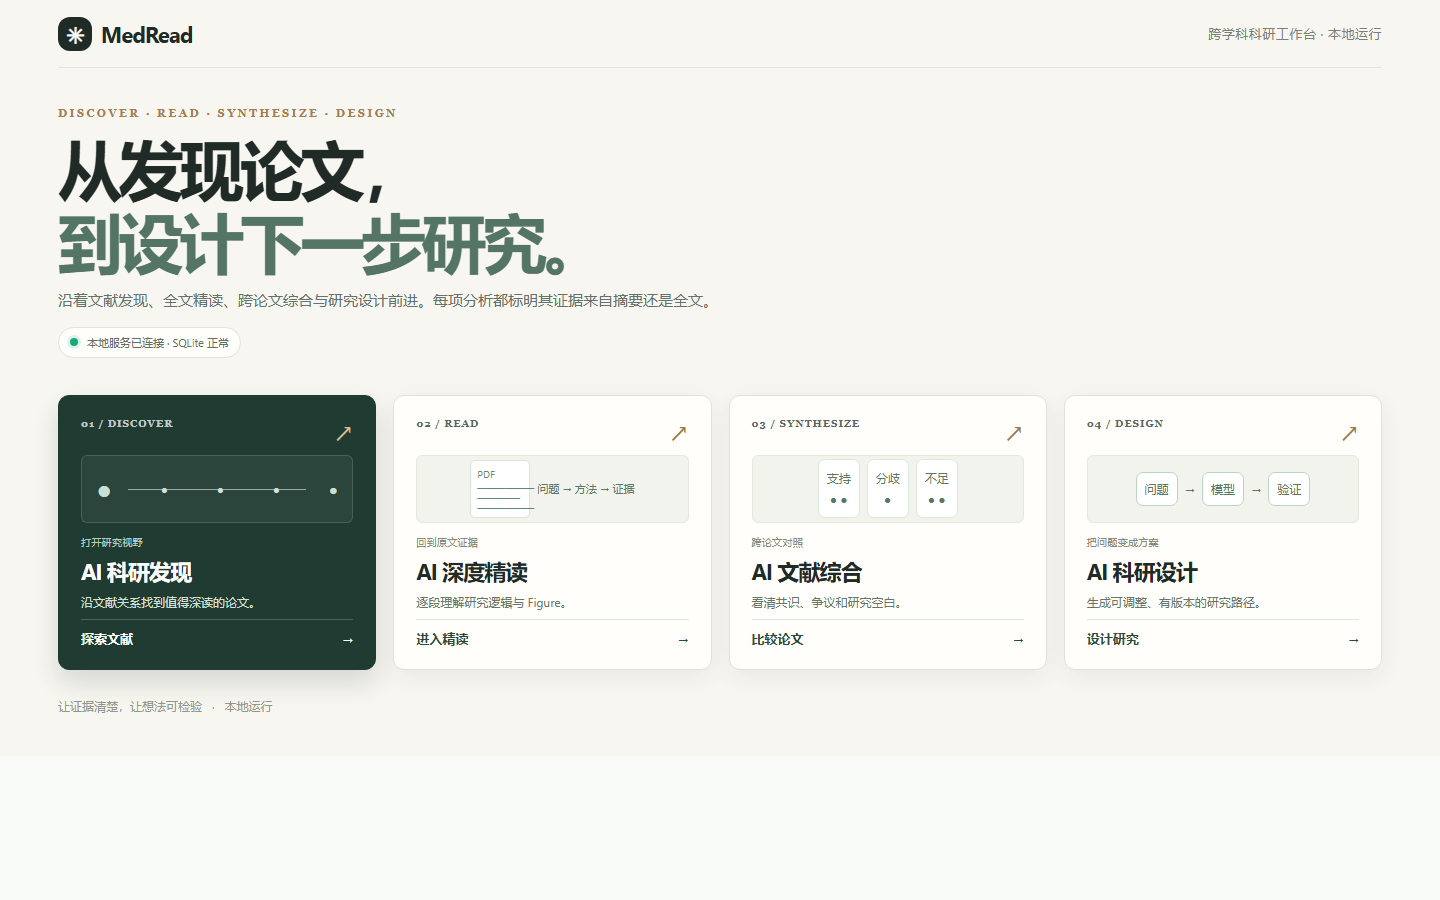 MedRead
跨学科科研工作台 · 本地运行
DISCOVER · READ · SYNTHESIZE · DESIGN
从发现论文，
到设计下一步研究。
沿着文献发现、全文精读、跨论文综合与研究设计前进。每项分析都标明其证据来自摘要还是全文。
本地服务已连接 · SQLite 正常
01 / DISCOVER
↗
打开研究视野
AI 科研发现
沿文献关系找到值得深读的论文。
探索文献 →
02 / READ
↗
PDF
问题 → 方法 → 证据
回到原文证据
AI 深度精读
逐段理解研究逻辑与 Figure。
进入精读 →
03 / SYNTHESIZE
↗
支持 分歧 不足
跨论文对照
AI 文献综合
看清共识、争议和研究空白。
比较论文 →
04 / DESIGN
↗
问题 → 模型 → 验证
把问题变成方案
AI 科研设计
生成可调整、有版本的研究路径。
设计研究 →
让证据清楚，让想法可检验 · 本地运行